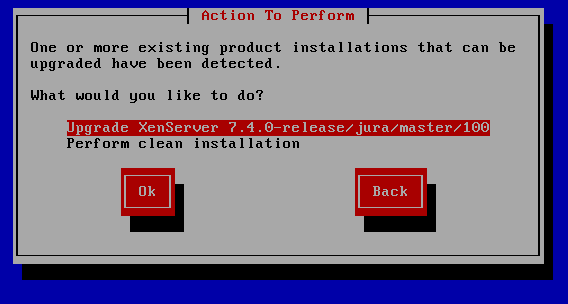 Action To Perform
One or more existing product installations that can be
upgraded have been detected.
What would you like to do?
Upgrade XenServer 7.4.0-release/jura/master/100
Perform clean installation
Ok Back